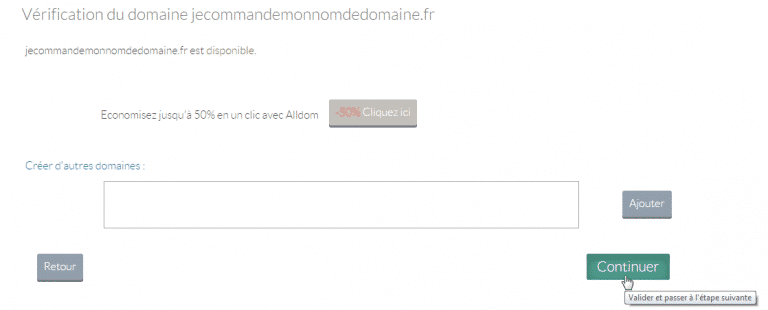 Vérification du domaine jecommandemonnomdedomaine.fr
jecommandemonnomdedomaine.fr est disponible.
Economisez jusqu'à 50% en un clic avec Alldom
-50% Cliquez ici
Créer d'autres domaines :
Ajouter
Retour
Continuer
Valider et passer à l'étape suivante